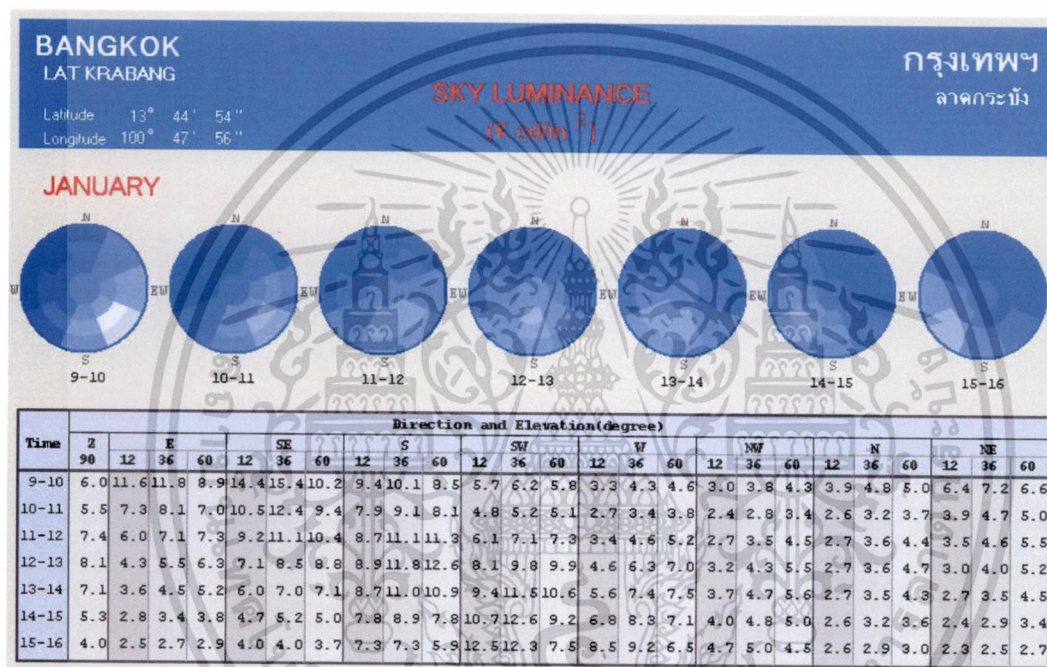 BANGKOK
LAT KRABANG
Latitude 13° 44' 54"
Longitude 100° 47' 56"
SKY LUMINANCE
(K cd/m²)
กรุงเทพฯ
ลาดกระบัง
JANUARY
N N N N N N N
W EW EW EW EW EW EW
S S S S S S S
9-10 10-11 11-12 12-13 13-14 14-15 15-16
Direction and Elevation(degree)
Time Z E SE S SW W NW N NE
90 12 36 60 12 36 60 12 36 60 12 36 60 12 36 60 12 36 60 12 36 60 12 36 60
9-10 6.0 11.6 11.8 8.9 14.4 15.4 10.2 9.4 10.1 8.5 5.7 6.2 5.8 3.3 4.3 4.6 3.0 3.8 4.3 3.9 4.8 5.0 6.4 7.2 6.6
10-11 5.5 7.3 8.1 7.0 10.5 12.4 9.4 7.9 9.1 8.1 4.8 5.2 5.1 2.7 3.4 3.8 2.4 2.8 3.4 2.6 3.2 3.7 3.9 4.7 5.0
11-12 7.4 6.0 7.1 7.3 9.2 11.1 10.4 8.7 11.1 11.3 6.1 7.1 7.3 3.4 4.6 5.2 2.7 3.5 4.5 2.7 3.6 4.4 3.5 4.6 5.5
12-13 8.1 4.3 5.5 6.3 7.1 8.5 8.8 8.9 11.8 12.6 8.1 9.8 9.9 4.6 6.3 7.0 3.2 4.3 5.5 2.7 3.6 4.7 3.0 4.0 5.2
13-14 7.1 3.6 4.5 5.2 6.0 7.0 7.1 8.7 11.0 10.9 9.4 11.5 10.6 5.6 7.4 7.5 3.7 4.7 5.6 2.7 3.5 4.3 2.7 3.5 4.5
14-15 5.3 2.8 3.4 3.8 4.7 5.2 5.0 7.8 8.9 7.8 10.7 12.6 9.2 6.8 8.3 7.1 4.0 4.8 5.0 2.6 3.2 3.6 2.4 2.9 3.4
15-16 4.0 2.5 2.7 2.9 4.0 4.0 3.7 7.3 7.3 5.9 12.5 12.3 7.5 8.5 9.2 6.5 4.7 5.0 4.5 2.6 2.9 3.0 2.3 2.5 2.7